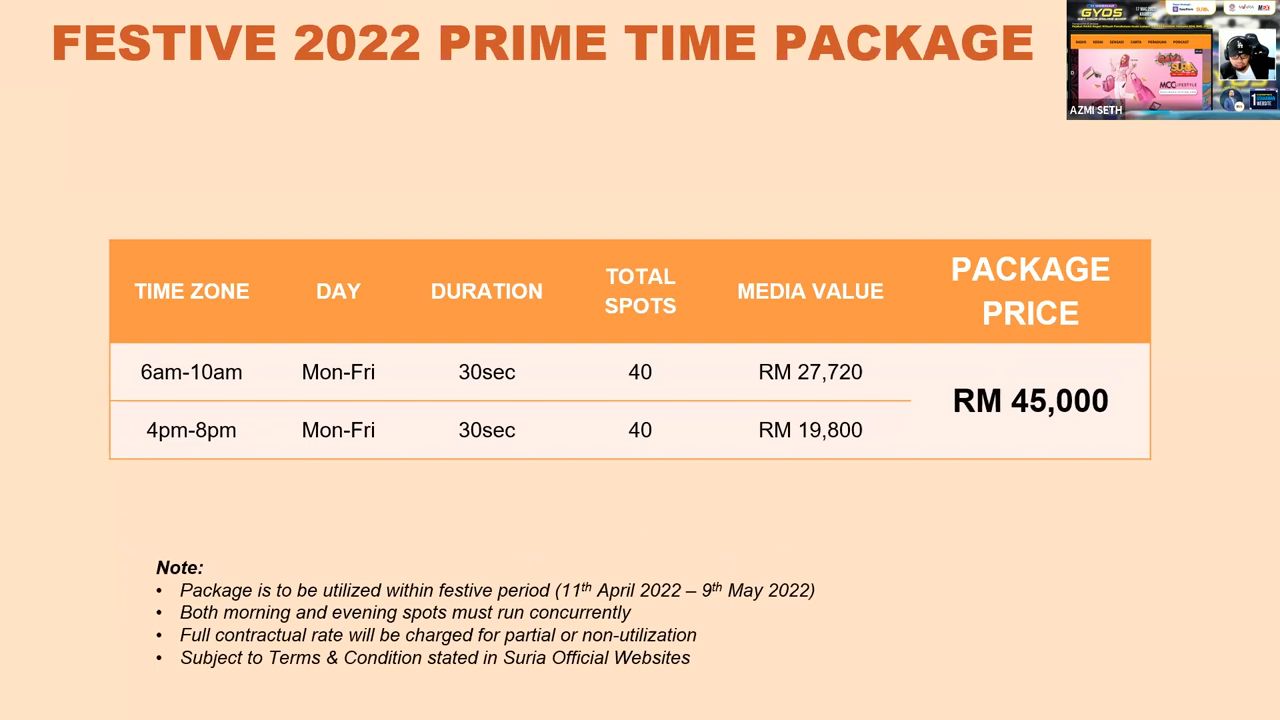 FESTIVE 2022 PRIME TIME PACKAGE
GYOS
AZMI SETH
TIME ZONE DAY DURATION TOTAL SPOTS MEDIA VALUE PACKAGE PRICE
6am-10am Mon-Fri 30sec 40 RM 27,720 RM 45,000
4pm-8pm Mon-Fri 30sec 40 RM 19,800
Note:
• Package is to be utilized within festive period (11th April 2022 – 9th May 2022)
• Both morning and evening spots must run concurrently
• Full contractual rate will be charged for partial or non-utilization
• Subject to Terms & Condition stated in Suria Official Websites